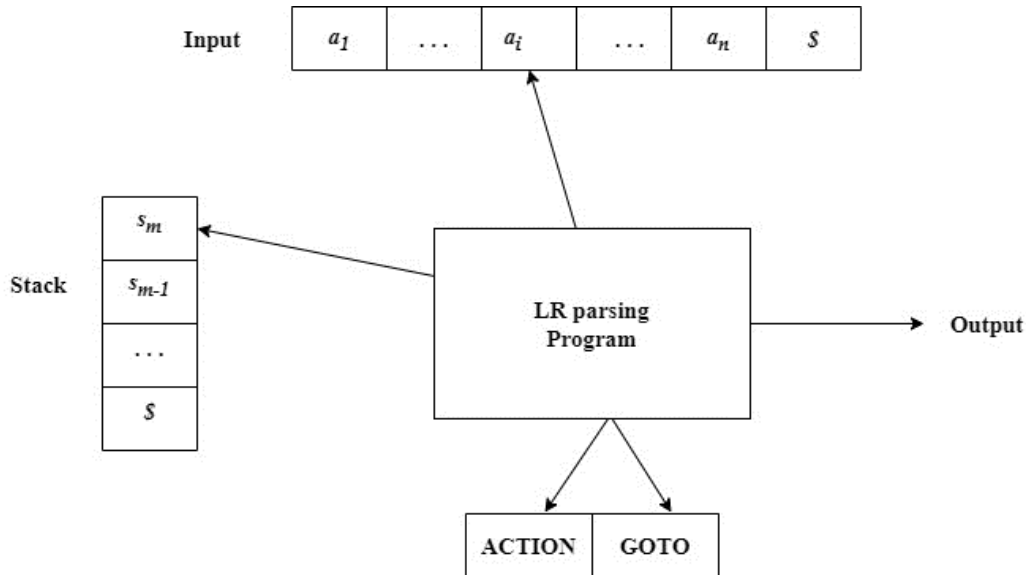 Input a₁ ... aᵢ ... aₙ $
sₘ
Stack sₘ₋₁
...
$
LR parsing
Program
Output
ACTION GOTO